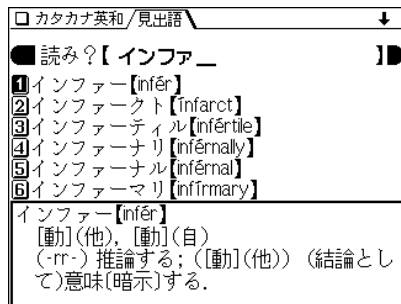 カタカナ英和/見出語
読み?【インファ_ 】
1インファー【infér】
2インファークト【ínfarct】
3インファーティル【infértile】
4インファーナリ【inférnally】
5インファーナル【inférnal】
6インファーマリ【infírmary】
インファー【infér】
[動](他), [動](自)
(-rr-) 推論する; ([動](他)) (結論とし
て)意味〔暗示〕する.